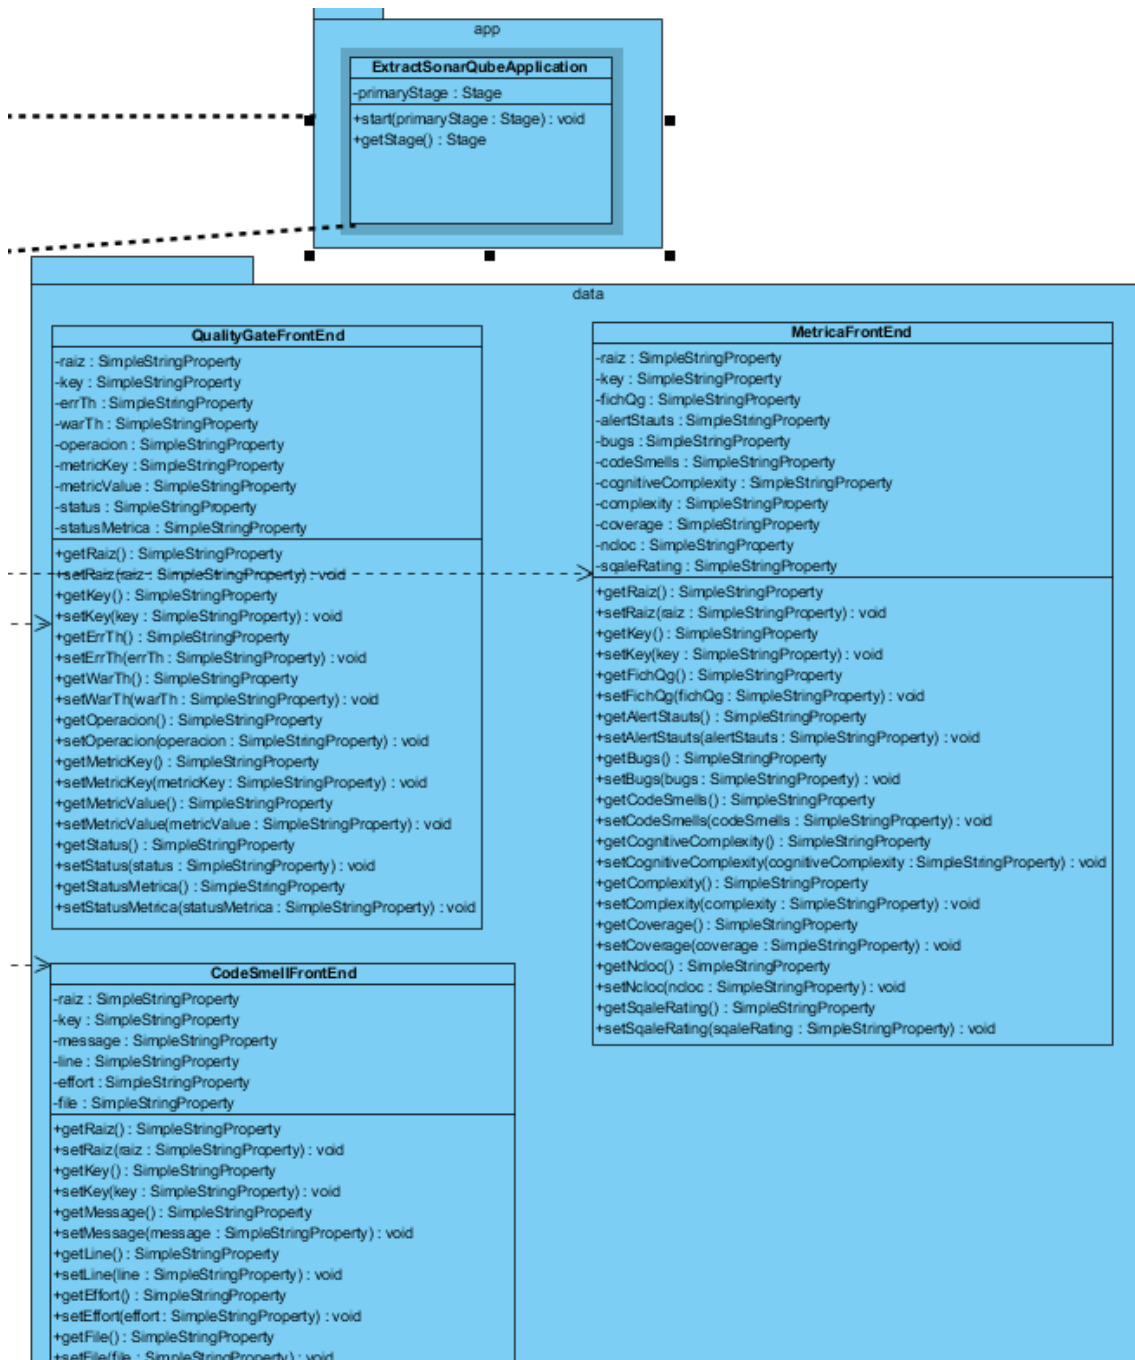 app
ExtractSonarQubeApplication
-primaryStage : Stage
+start(primaryStage : Stage) : void
+getStage() : Stage
data
QualityGateFrontEnd
-raiz : SimpleStringProperty
-key : SimpleStringProperty
-errTh : SimpleStringProperty
-warTh : SimpleStringProperty
-operacion : SimpleStringProperty
-metricKey : SimpleStringProperty
-metricValue : SimpleStringProperty
-status : SimpleStringProperty
-statusMetrica : SimpleStringProperty
+getRaiz() : SimpleStringProperty
+setRaiz(raiz : SimpleStringProperty) : void
+getKey() : SimpleStringProperty
+setKey(key : SimpleStringProperty) : void
+getErrTh() : SimpleStringProperty
+setErrTh(errTh : SimpleStringProperty) : void
+getWarTh() : SimpleStringProperty
+setWarTh(warTh : SimpleStringProperty) : void
+getOperacion() : SimpleStringProperty
+setOperacion(operacion : SimpleStringProperty) : void
+getMetricKey() : SimpleStringProperty
+setMetricKey(metricKey : SimpleStringProperty) : void
+getMetricValue() : SimpleStringProperty
+setMetricValue(metricValue : SimpleStringProperty) : void
+getStatus() : SimpleStringProperty
+setStatus(status : SimpleStringProperty) : void
+getStatusMetrica() : SimpleStringProperty
+setStatusMetrica(statusMetrica : SimpleStringProperty) : void
MetricaFrontEnd
-raiz : SimpleStringProperty
-key : SimpleStringProperty
-fichQg : SimpleStringProperty
-alertStauts : SimpleStringProperty
-bugs : SimpleStringProperty
-codeSmells : SimpleStringProperty
-cognitiveComplexity : SimpleStringProperty
-complexity : SimpleStringProperty
-coverage : SimpleStringProperty
-ncloc : SimpleStringProperty
-sqaleRating : SimpleStringProperty
+getRaiz() : SimpleStringProperty
+setRaiz(raiz : SimpleStringProperty) : void
+getKey() : SimpleStringProperty
+setKey(key : SimpleStringProperty) : void
+getFichQg() : SimpleStringProperty
+setFichQg(fichQg : SimpleStringProperty) : void
+getAlertStauts() : SimpleStringProperty
+setAlertStauts(alertStauts : SimpleStringProperty) : void
+getBugs() : SimpleStringProperty
+setBugs(bugs : SimpleStringProperty) : void
+getCodeSmells() : SimpleStringProperty
+setCodeSmells(codeSmells : SimpleStringProperty) : void
+getCognitiveComplexity() : SimpleStringProperty
+setCognitiveComplexity(cognitiveComplexity : SimpleStringProperty) : void
+getComplexity() : SimpleStringProperty
+setComplexity(complexity : SimpleStringProperty) : void
+getCoverage() : SimpleStringProperty
+setCoverage(coverage : SimpleStringProperty) : void
+getNcloc() : SimpleStringProperty
+setNcloc(ncloc : SimpleStringProperty) : void
+getSqaleRating() : SimpleStringProperty
+setSqaleRating(sqaleRating : SimpleStringProperty) : void
CodeSmellFrontEnd
-raiz : SimpleStringProperty
-key : SimpleStringProperty
-message : SimpleStringProperty
-line : SimpleStringProperty
-effort : SimpleStringProperty
-file : SimpleStringProperty
+getRaiz() : SimpleStringProperty
+setRaiz(raiz : SimpleStringProperty) : void
+getKey() : SimpleStringProperty
+setKey(key : SimpleStringProperty) : void
+getMessage() : SimpleStringProperty
+setMessage(message : SimpleStringProperty) : void
+getLine() : SimpleStringProperty
+setLine(line : SimpleStringProperty) : void
+getEffort() : SimpleStringProperty
+setEffort(effort : SimpleStringProperty) : void
+getFile() : SimpleStringProperty
+setFile(file : SimpleStringProperty) : void